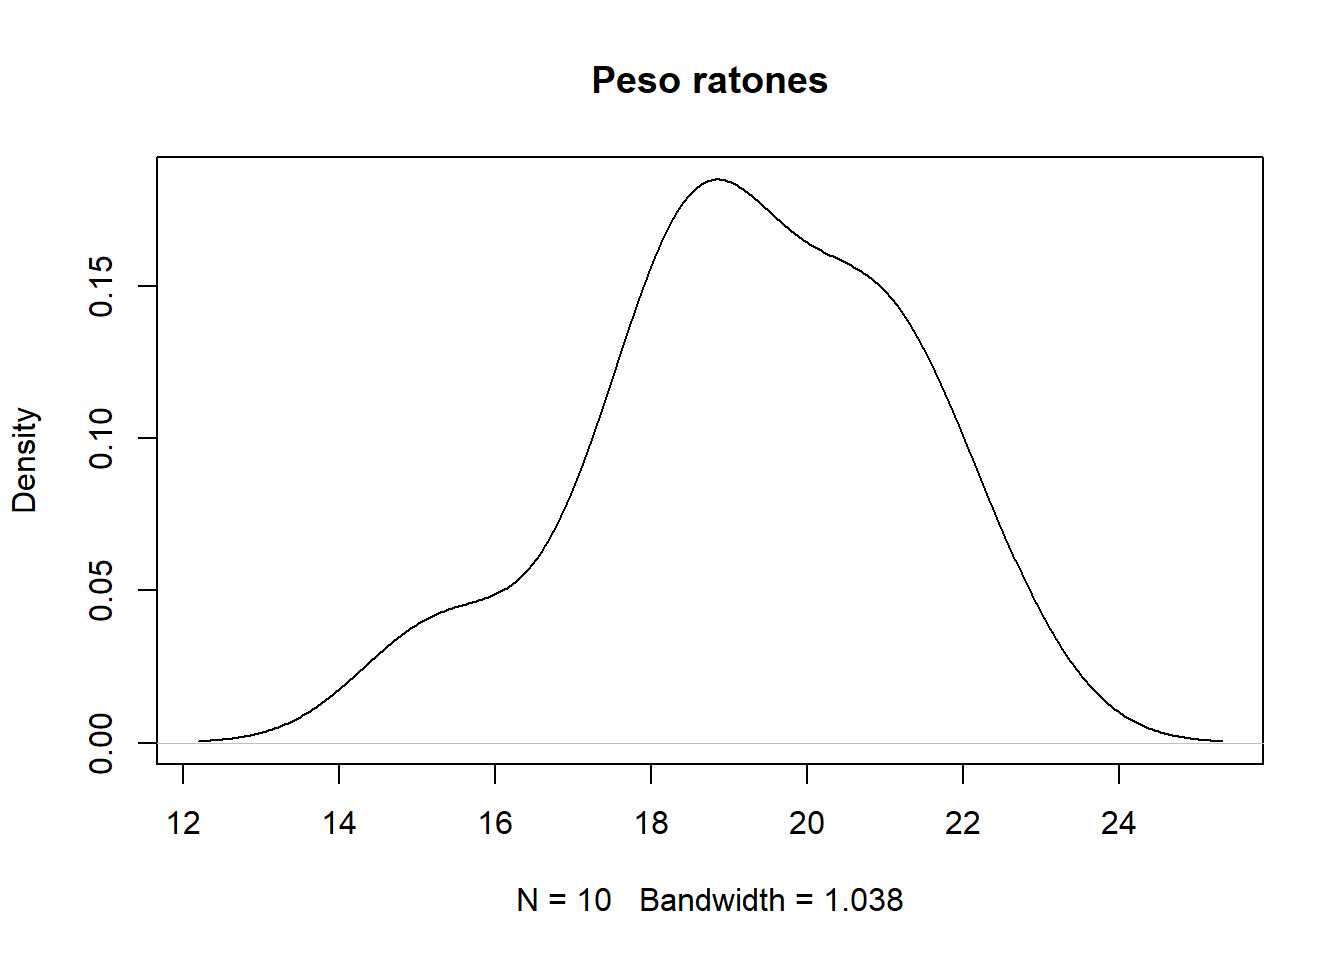 Peso ratones
Density
0.15
0.10
0.05
0.00
12 14 16 18 20 22 24
N = 10 Bandwidth = 1.038